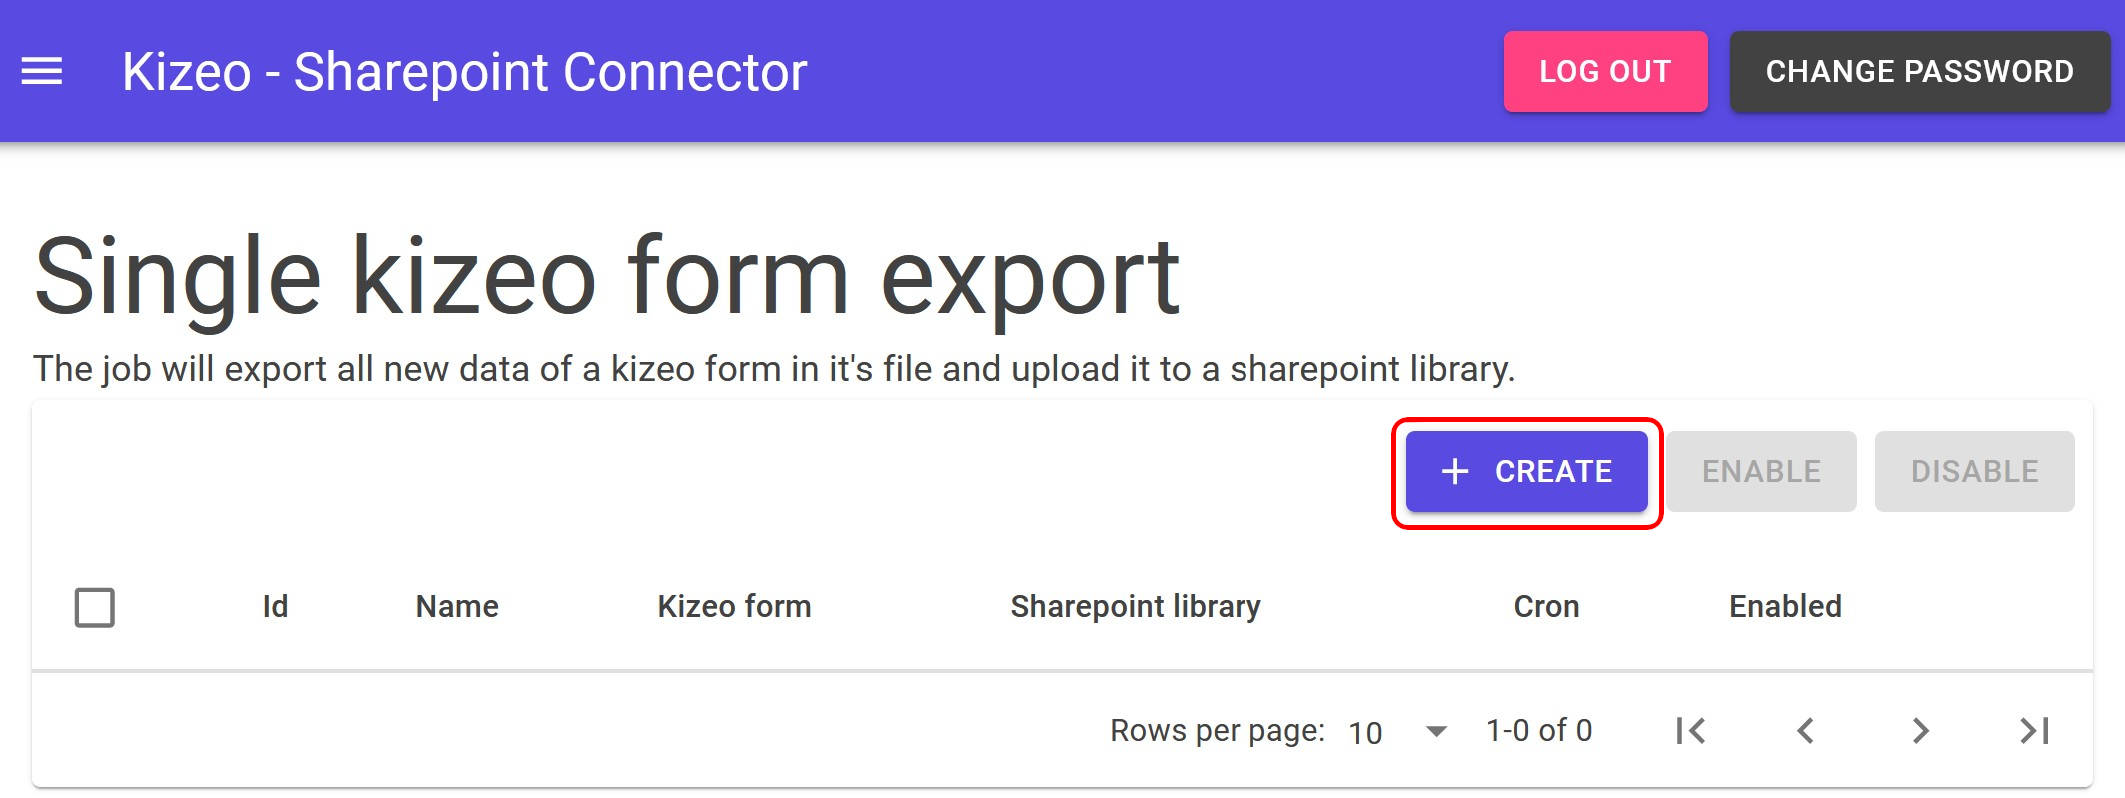 Kizeo - Sharepoint Connector LOG OUT CHANGE PASSWORD
Single kizeo form export
The job will export all new data of a kizeo form in it's file and upload it to a sharepoint library.
+ CREATE ENABLE DISABLE
Id Name Kizeo form Sharepoint library Cron Enabled
Rows per page: 10 1-0 of 0